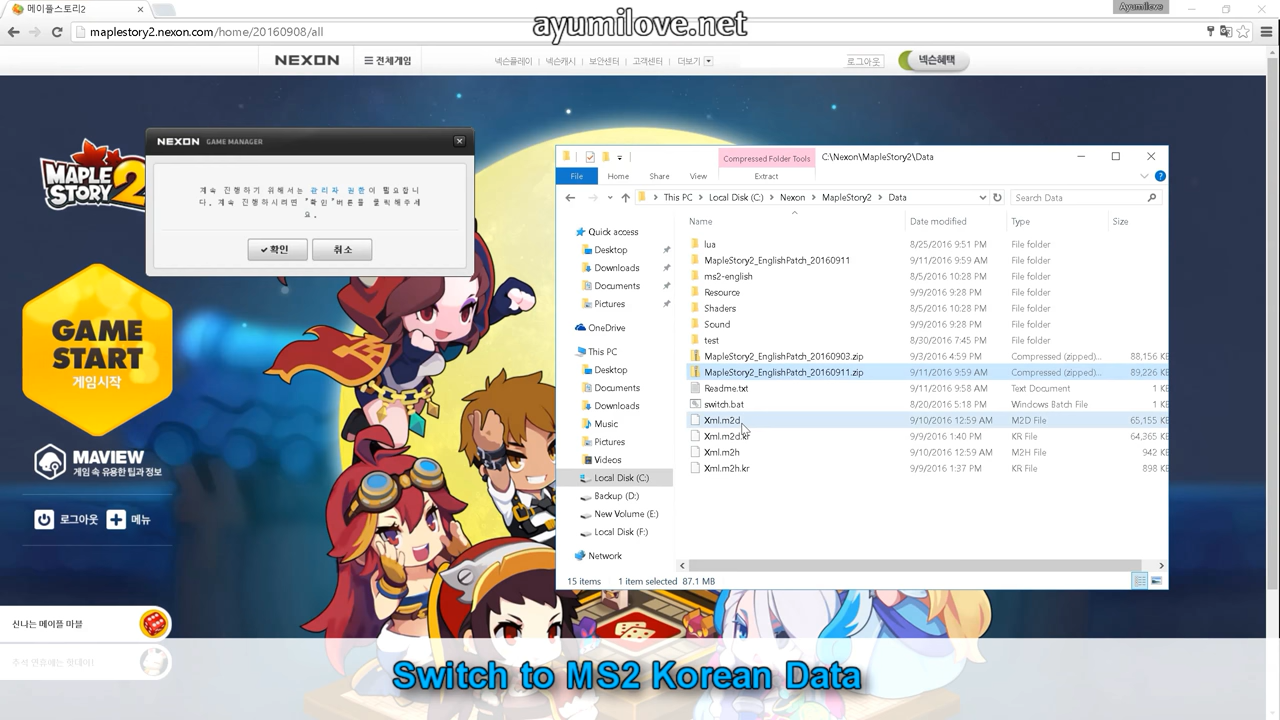 메이플스토리2
Ayumilove
maplestory2.nexon.com/home/20160908/all
ayumilove.net
NEXON
전체게임
넥슨플레이 | 넥슨캐시 | 보안센터 | 고객센터 | 더보기
로그아웃
넥슨혜택
MAPLE STORY 2
NEXON GAME MANAGER
계속 진행하기 위해서는 관리자 권한이 필요합니
다. 계속 진행하시려면 "확인"버튼을 클릭해주세
요.
확인
취소
GAME
START
게임시작
MAVIEW
게임 속 유용한 팁과 정보
로그아웃
메뉴
신나는 메이플 마블
Compressed Folder Tools
C:\Nexon\MapleStory2\Data
File
Home
Share
View
Extract
This PC > Local Disk (C:) > Nexon > MapleStory2 > Data
Search Data
Quick access
Desktop
Downloads
Documents
Pictures
OneDrive
This PC
Desktop
Documents
Downloads
Music
Pictures
Videos
Local Disk (C:)
Backup (D:)
New Volume (E:)
Local Disk (F:)
Network
Name Date modified Type Size
lua 8/25/2016 9:51 PM File folder
MapleStory2_EnglishPatch_20160911 9/11/2016 9:59 AM File folder
ms2-english 8/5/2016 10:28 PM File folder
Resource 9/9/2016 9:28 PM File folder
Shaders 8/5/2016 10:28 PM File folder
Sound 9/9/2016 9:28 PM File folder
test 8/30/2016 7:45 PM File folder
MapleStory2_EnglishPatch_20160903.zip 9/3/2016 4:59 PM Compressed (zipped)... 88,156 KB
MapleStory2_EnglishPatch_20160911.zip 9/11/2016 9:59 AM Compressed (zipped)... 89,226 KB
Readme.txt 9/11/2016 9:58 AM Text Document 1 KB
switch.bat 8/20/2016 5:18 PM Windows Batch File 1 KB
Xml.m2d 9/10/2016 12:59 AM M2D File 65,155 KB
Xml.m2d.kr 9/9/2016 1:40 PM KR File 64,365 KB
Xml.m2h 9/10/2016 12:59 AM M2H File 942 KB
Xml.m2h.kr 9/9/2016 1:37 PM KR File 898 KB
15 items 1 item selected 87.1 MB
Switch to MS2 Korean Data